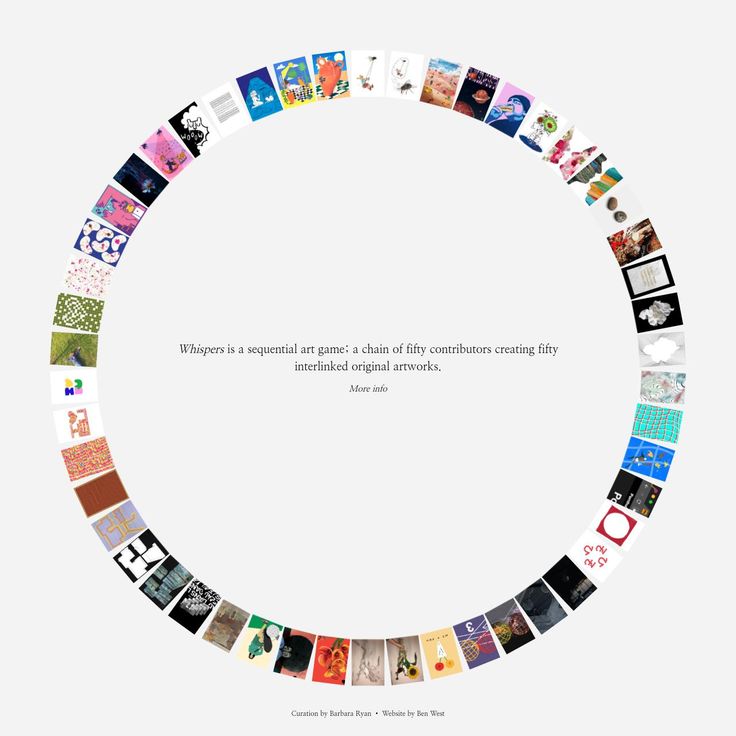 Whispers is a sequential art game; a chain of fifty contributors creating fifty
interlinked original artworks.
More info
Curation by Barbara Ryan • Website by Ben West